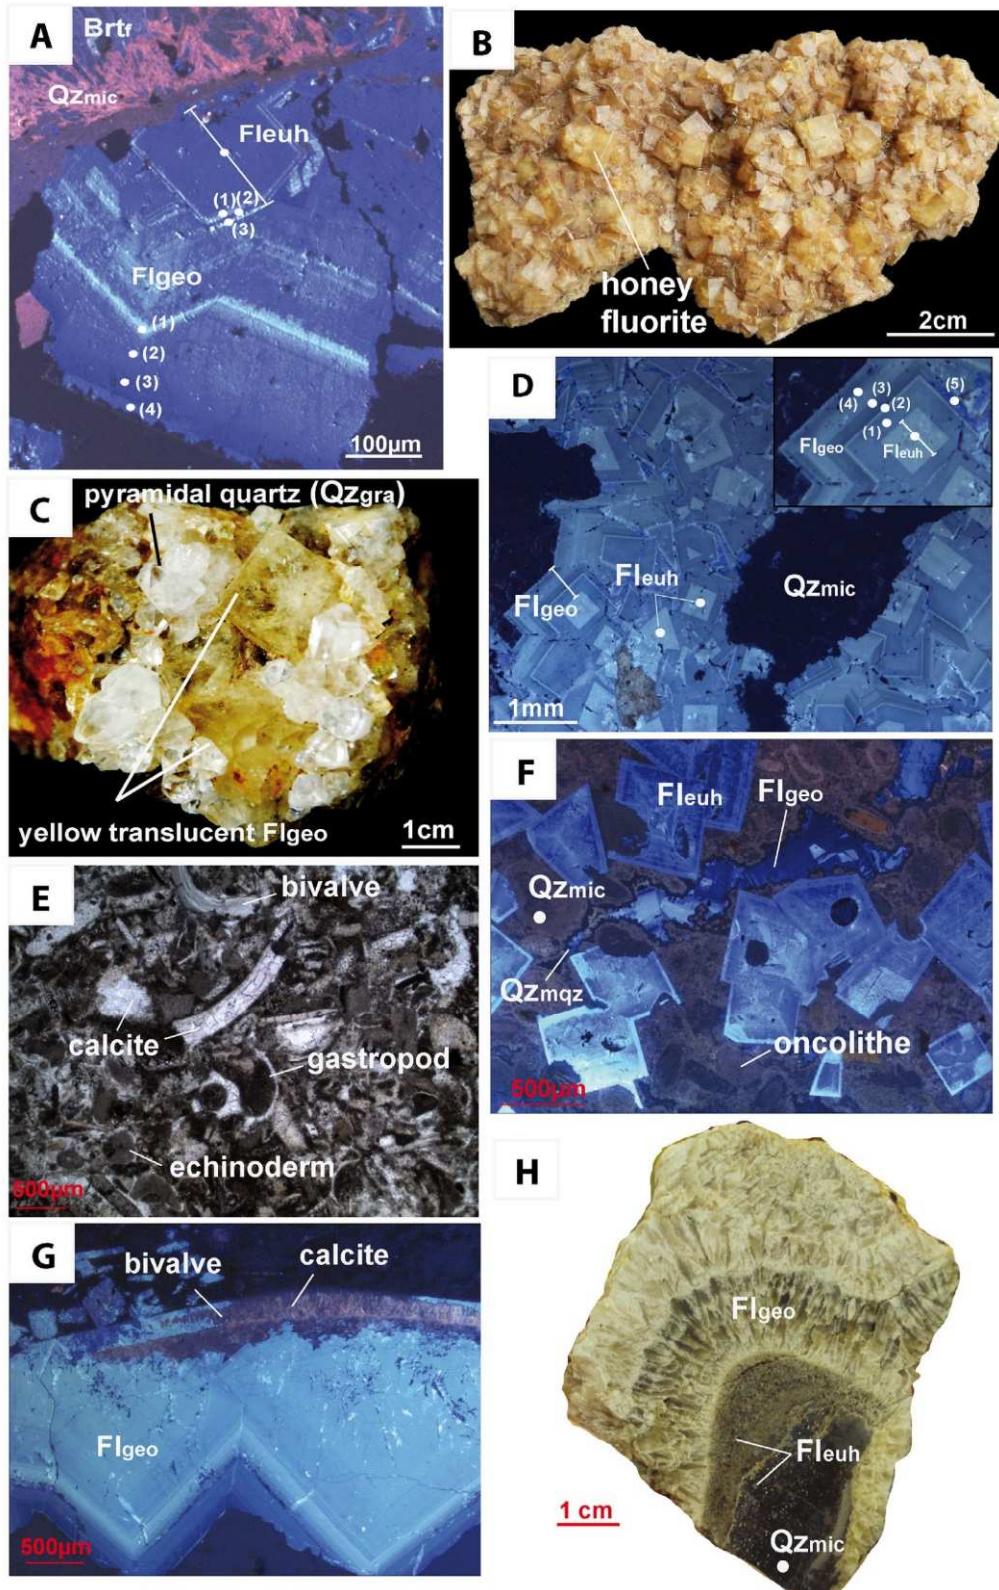 A
Brtf
Qzmic
Fleuh
(1)
(2)
(3)
Flgeo
(1)
(2)
(3)
(4)
100µm
B
honey
fluorite
2cm
C
pyramidal quartz (Qzgra)
yellow translucent Flgeo
1cm
D
(3)
(5)
(4)
(2)
(1)
Flgeo
Fleuh
Fleuh
Flgeo
Qzmic
1mm
E
bivalve
calcite
gastropod
echinoderm
500µm
F
Fleuh
Flgeo
Qzmic
Qzmqz
oncolithe
500µm
G
bivalve
calcite
Flgeo
500µm
H
Flgeo
Fleuh
1 cm
Qzmic